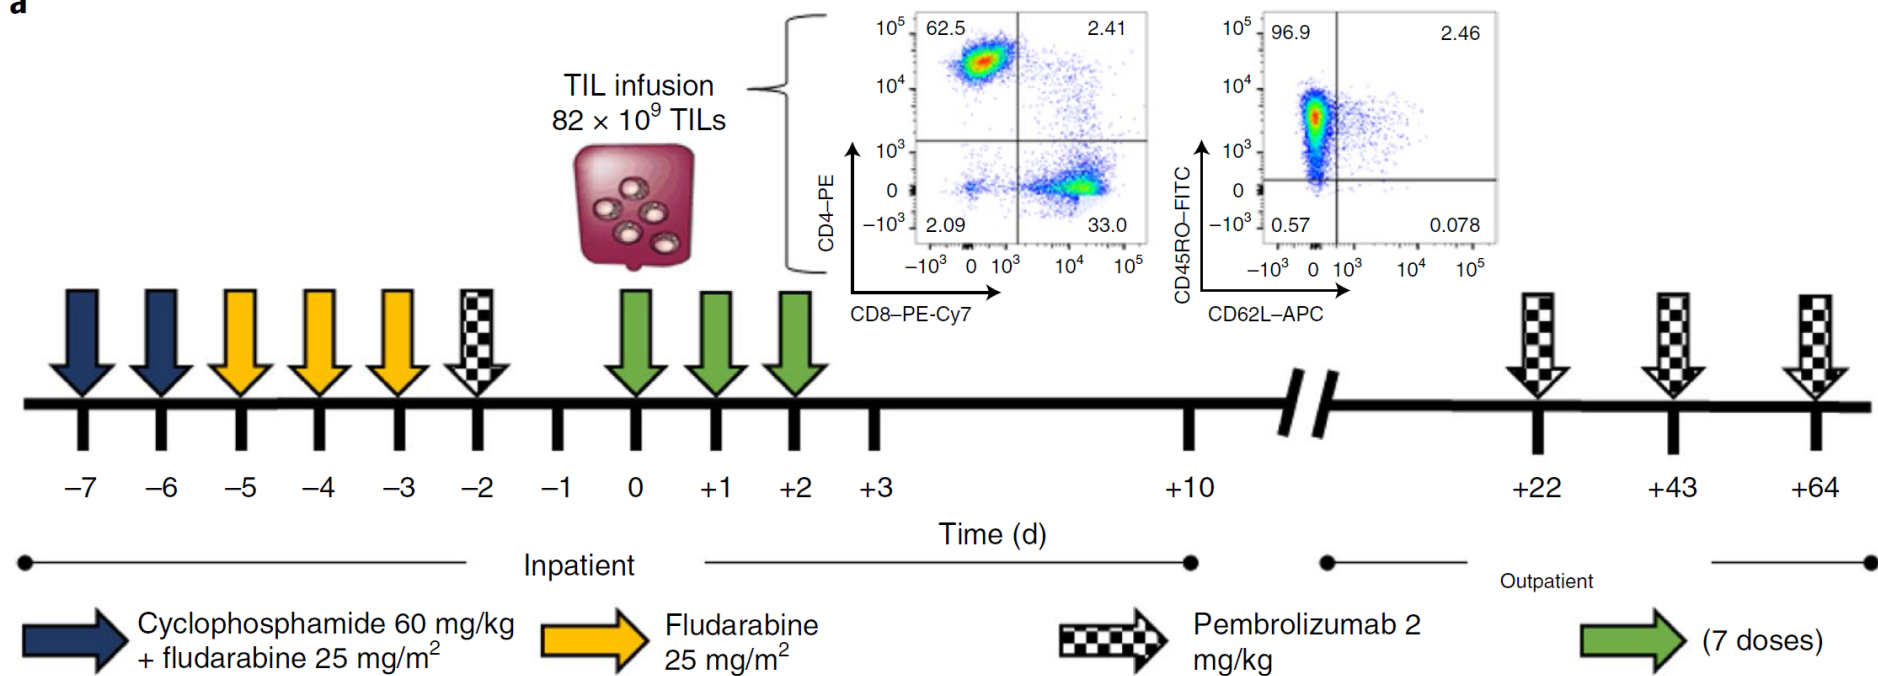 a
TIL infusion
82 × 10⁹ TILs
10⁵
10⁴
10³
0
–10³
62.5
2.41
2.09
33.0
CD4–PE
–10³
0
10³
10⁴
10⁵
CD8–PE-Cy7
10⁵
10⁴
10³
0
–10³
96.9
2.46
0.57
0.078
CD45RO–FITC
–10³
0
10³
10⁴
10⁵
CD62L–APC
–7
–6
–5
–4
–3
–2
–1
0
+1
+2
+3
+10
+22
+43
+64
Time (d)
Inpatient
Outpatient
Cyclophosphamide 60 mg/kg
+ fludarabine 25 mg/m²
Fludarabine
25 mg/m²
Pembrolizumab 2
mg/kg
(7 doses)